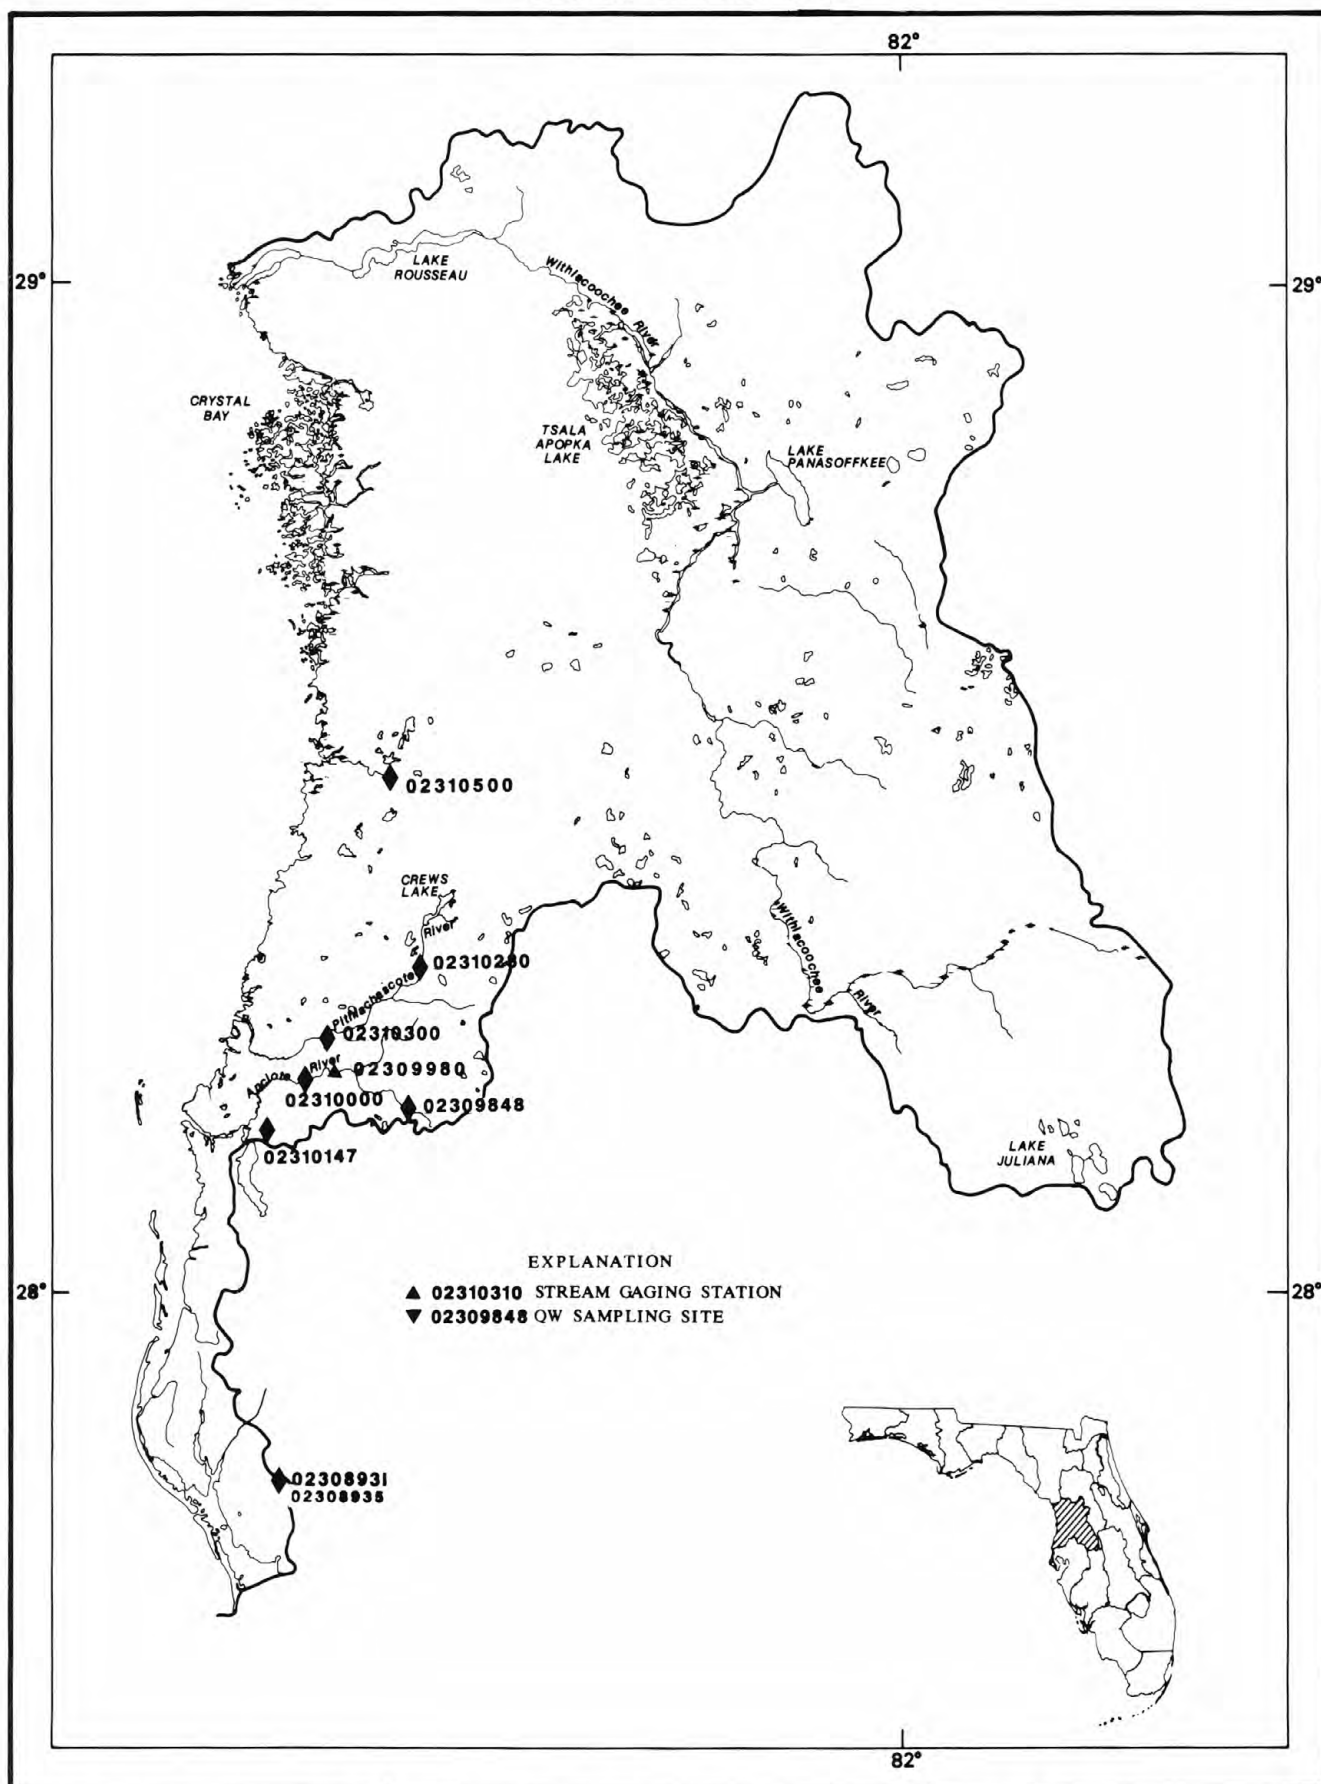 82°
29°
29°
LAKE
ROUSSEAU
Withlacoochee River
CRYSTAL
BAY
TSALA
APOPKA
LAKE
LAKE
PANASOFFKEE
02310500
CREWS
LAKE
Pithlachascotee River
02310280
Withlacoochee River
02310300
Anclote River
02309980
02310000
02309848
02310147
LAKE
JULIANA
EXPLANATION
02310310 STREAM GAGING STATION
02309848 QW SAMPLING SITE
28°
28°
02308931
02308935
82°